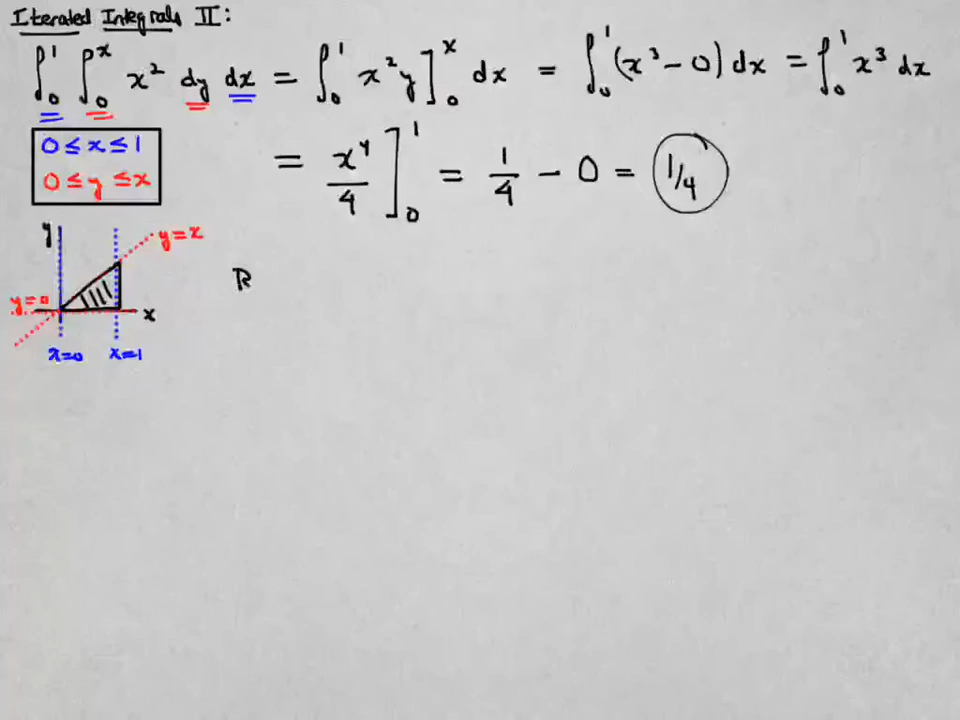 Iterated Integrals II:
∫₀¹ ∫₀ˣ x² dy dx = ∫₀¹ x²y]₀ˣ dx = ∫₀¹ (x³ − 0) dx = ∫₀¹ x³ dx
0 ≤ x ≤ 1
0 ≤ y ≤ x
= x⁴/4]₀¹ = 1/4 − 0 = 1/4
y
y=x
R
y=0
x
x=0
x=1